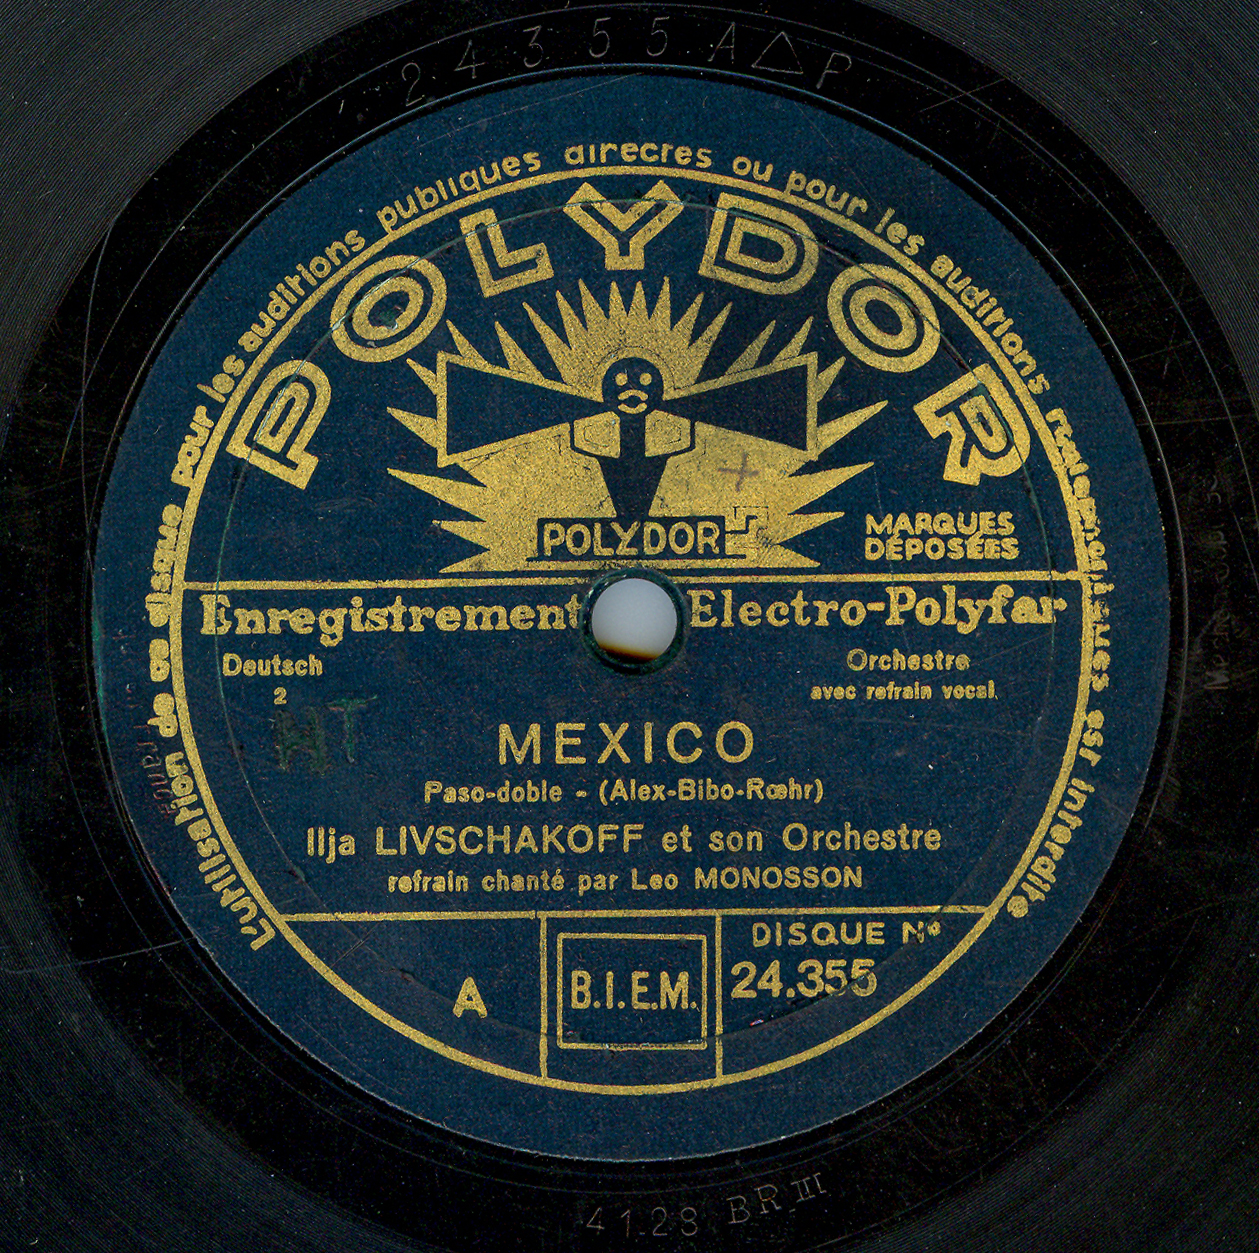 24355 A△P
L'utilisation de ce disque pour les auditions publiques directes ou pour les auditions radiophoniques est interdite
POLYDOR
POLYDOR
MARQUES
DÉPOSÉES
Enregistrement Electro-Polyfar
Deutsch
2
Orchestre
avec refrain vocal
HT
MEXICO
Paso-doble - (Alex-Bibo-Rœhr)
Ilja LIVSCHAKOFF et son Orchestre
refrain chanté par Leo MONOSSON
A
B.I.E.M.
DISQUE Nº
24.355
4128 BR III